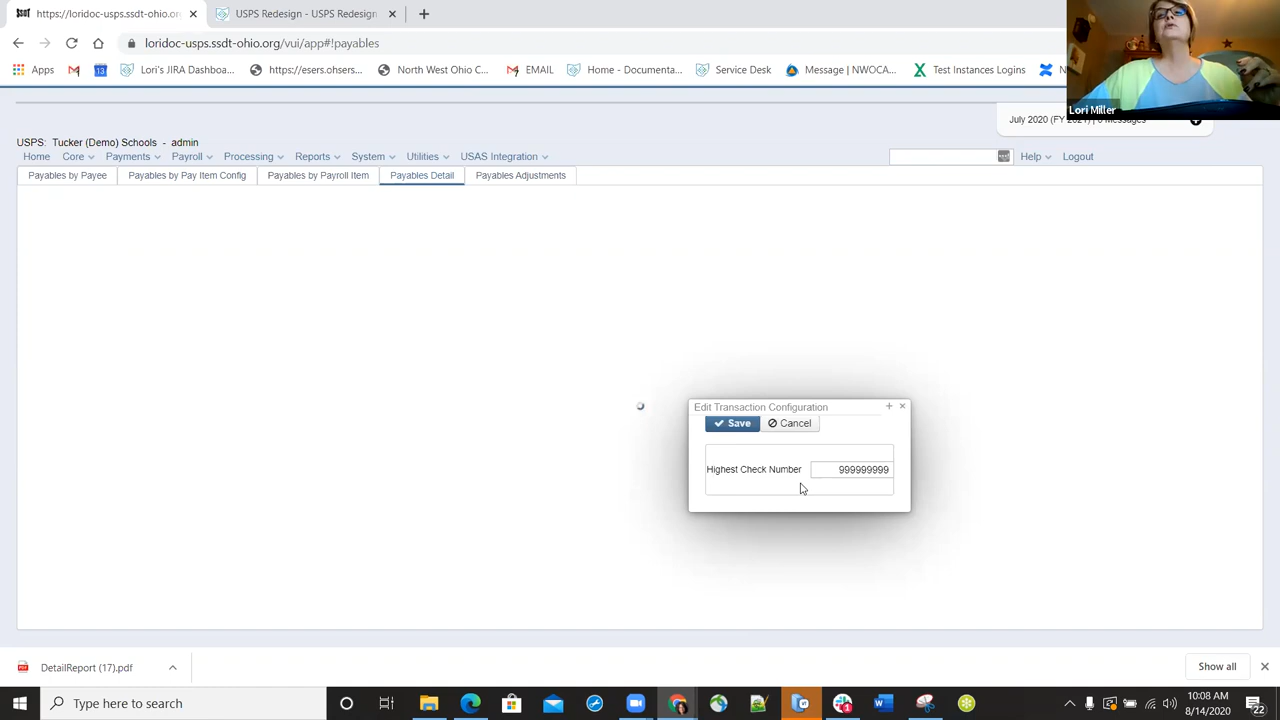 https://loridoc.usps.ssdt-ohio.on
USPS Redesign - USPS Redesign
loridoc-usps.ssdt-ohio.org/vui/app#!payables
Apps
Lori's JIRA Dashboa...
https://esers.ohsers...
North West Ohio C...
EMAIL
Home - Documenta...
Service Desk
Message | NWOCA...
Test Instances Logins
Lori Miller
USPS: Tucker (Demo) Schools - admin
Home Core Payments Payroll Processing Reports System Utilities USAS Integration Help Logout
Payables by Payee Payables by Pay Item Config Payables by Payroll Item Payables Detail Payables Adjustments
Edit Transaction Configuration
Save Cancel
Highest Check Number 999999999
DetailReport (17).pdf
Show all
Type here to search
10:08 AM
8/14/2020
22